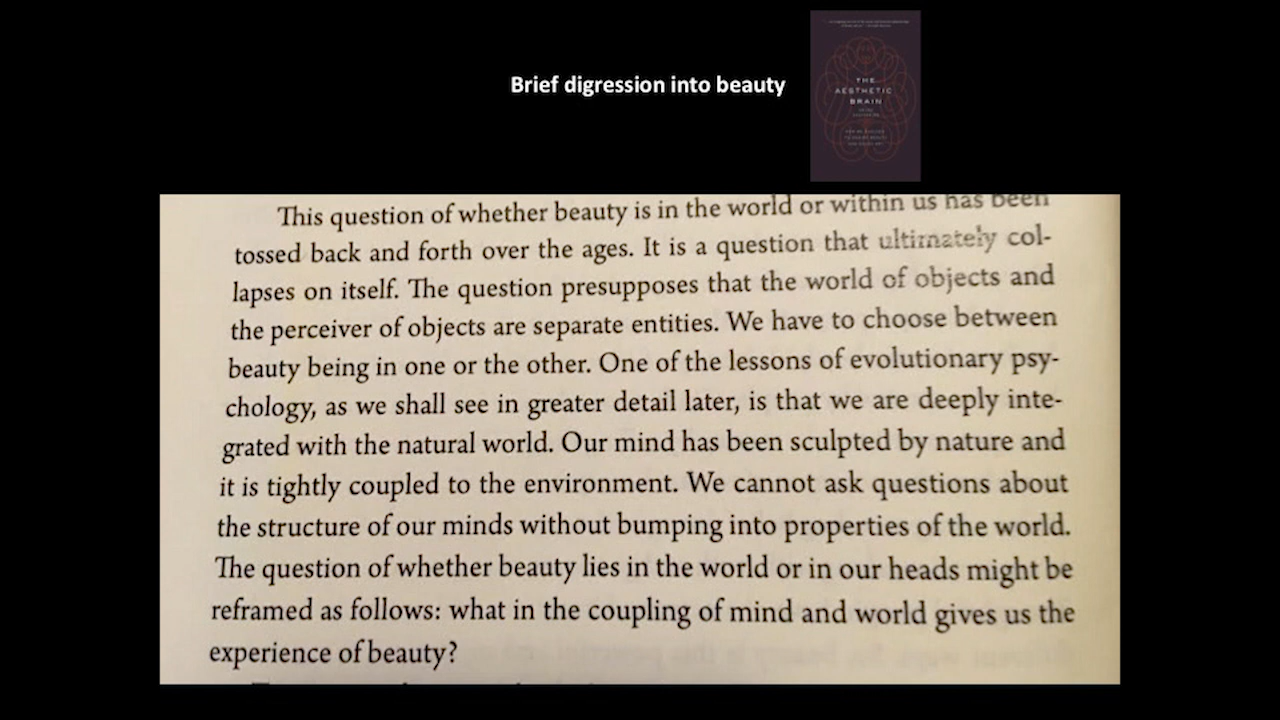 Brief digression into beauty
THE
AESTHETIC
BRAIN
This question of whether beauty is in the world or within us has been
tossed back and forth over the ages. It is a question that ultimately col-
lapses on itself. The question presupposes that the world of objects and
the perceiver of objects are separate entities. We have to choose between
beauty being in one or the other. One of the lessons of evolutionary psy-
chology, as we shall see in greater detail later, is that we are deeply inte-
grated with the natural world. Our mind has been sculpted by nature and
it is tightly coupled to the environment. We cannot ask questions about
the structure of our minds without bumping into properties of the world.
The question of whether beauty lies in the world or in our heads might be
reframed as follows: what in the coupling of mind and world gives us the
experience of beauty?